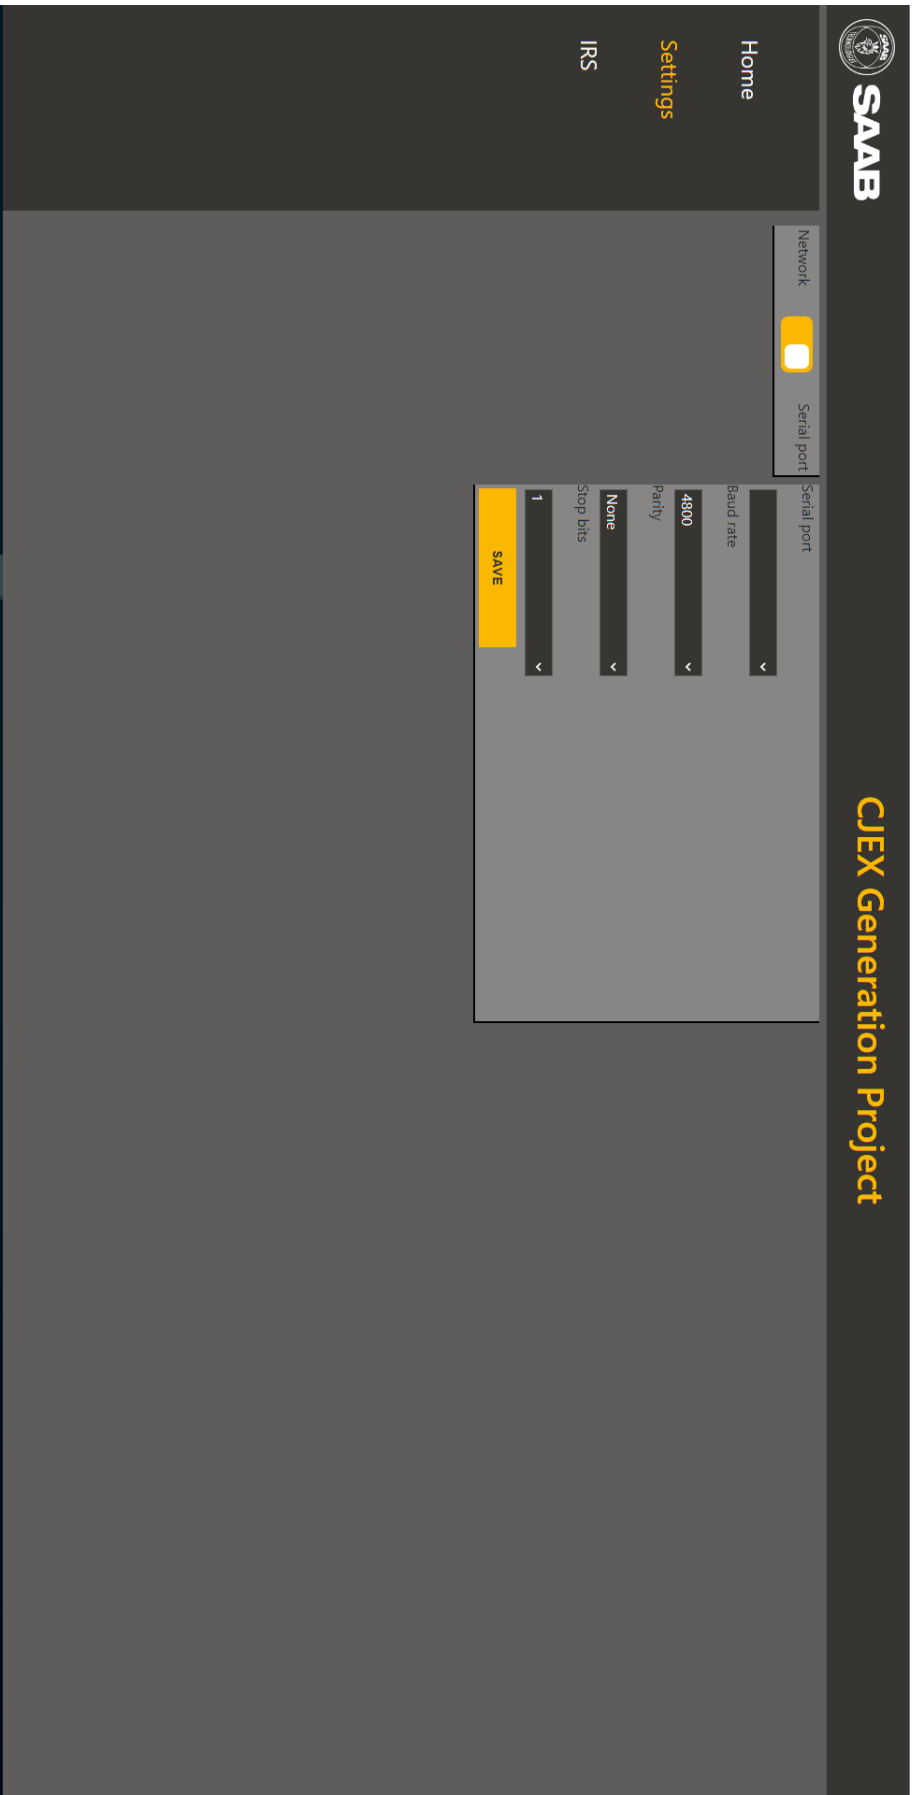 SAAB
SAAB
CJEX Generation Project
Home
Settings
IRS
Network
Serial port
Serial port
Baud rate
4800
Parity
None
Stop bits
1
SAVE